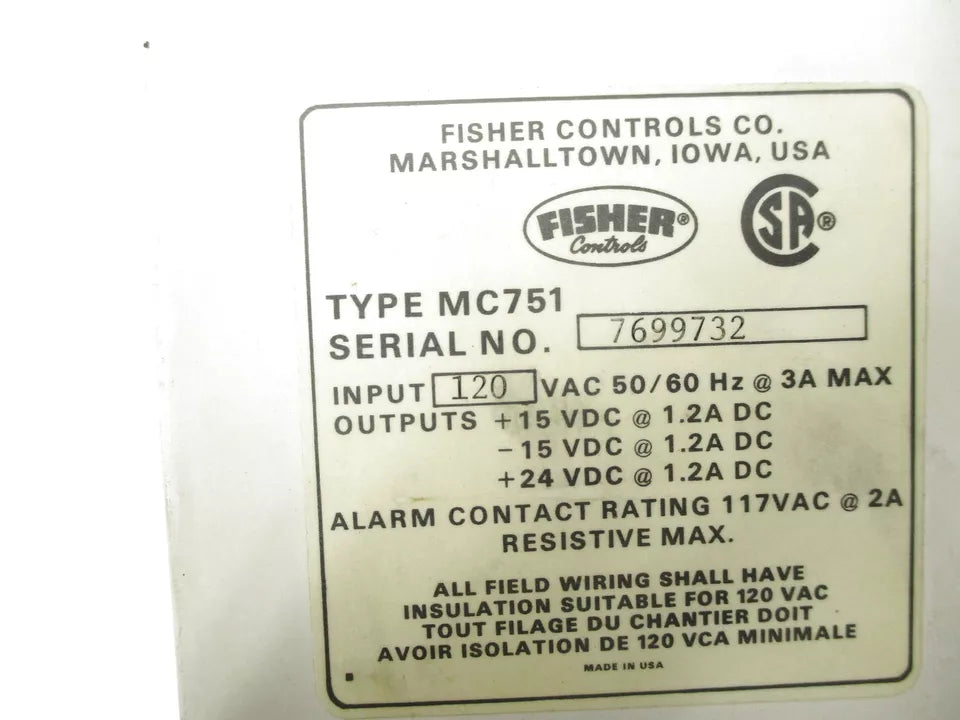 FISHER CONTROLS CO.
MARSHALLTOWN, IOWA, USA
FISHER®
Controls
CSA®
TYPE MC751
SERIAL NO. 7699732
INPUT 120 VAC 50/60 Hz @ 3A MAX
OUTPUTS +15 VDC @ 1.2A DC
-15 VDC @ 1.2A DC
+24 VDC @ 1.2A DC
ALARM CONTACT RATING 117VAC @ 2A
RESISTIVE MAX.
ALL FIELD WIRING SHALL HAVE
INSULATION SUITABLE FOR 120 VAC
TOUT FILAGE DU CHANTIER DOIT
AVOIR ISOLATION DE 120 VCA MINIMALE
MADE IN USA